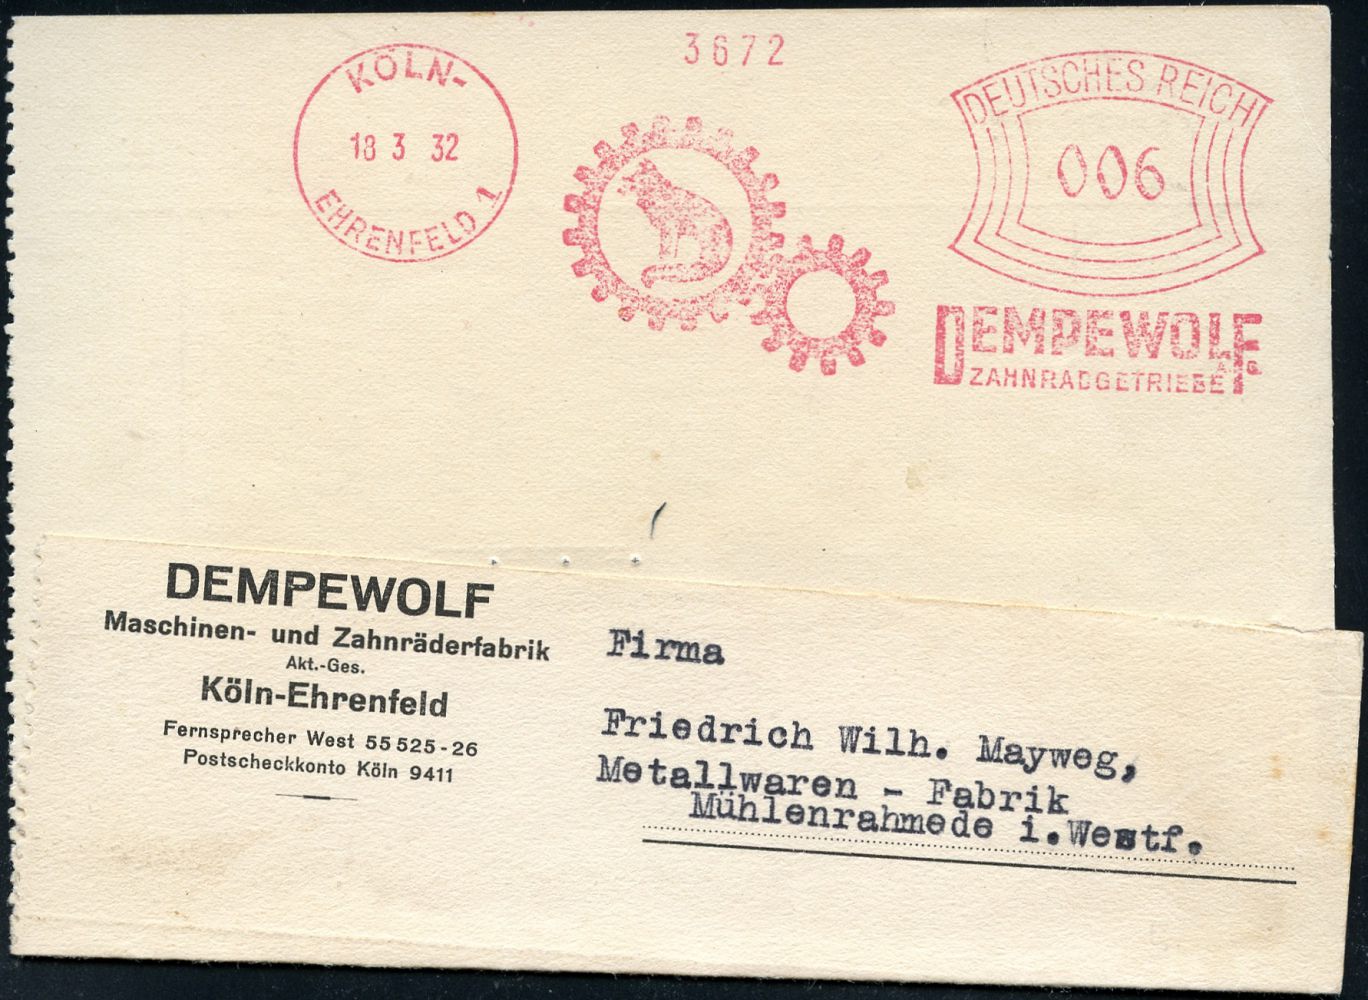 3672
KÖLN-
18 3 32
EHRENFELD 1
DEUTSCHES REICH
006
DEMPEWOLF
A.G.
ZAHNRADGETRIEBE
DEMPEWOLF
Maschinen- und Zahnräderfabrik
Akt.-Ges.
Köln-Ehrenfeld
Fernsprecher West 55525-26
Postscheckkonto Köln 9411
Firma
Friedrich Wilh. Mayweg,
Metallwaren - Fabrik
Mühlenrahmede i.Westf.